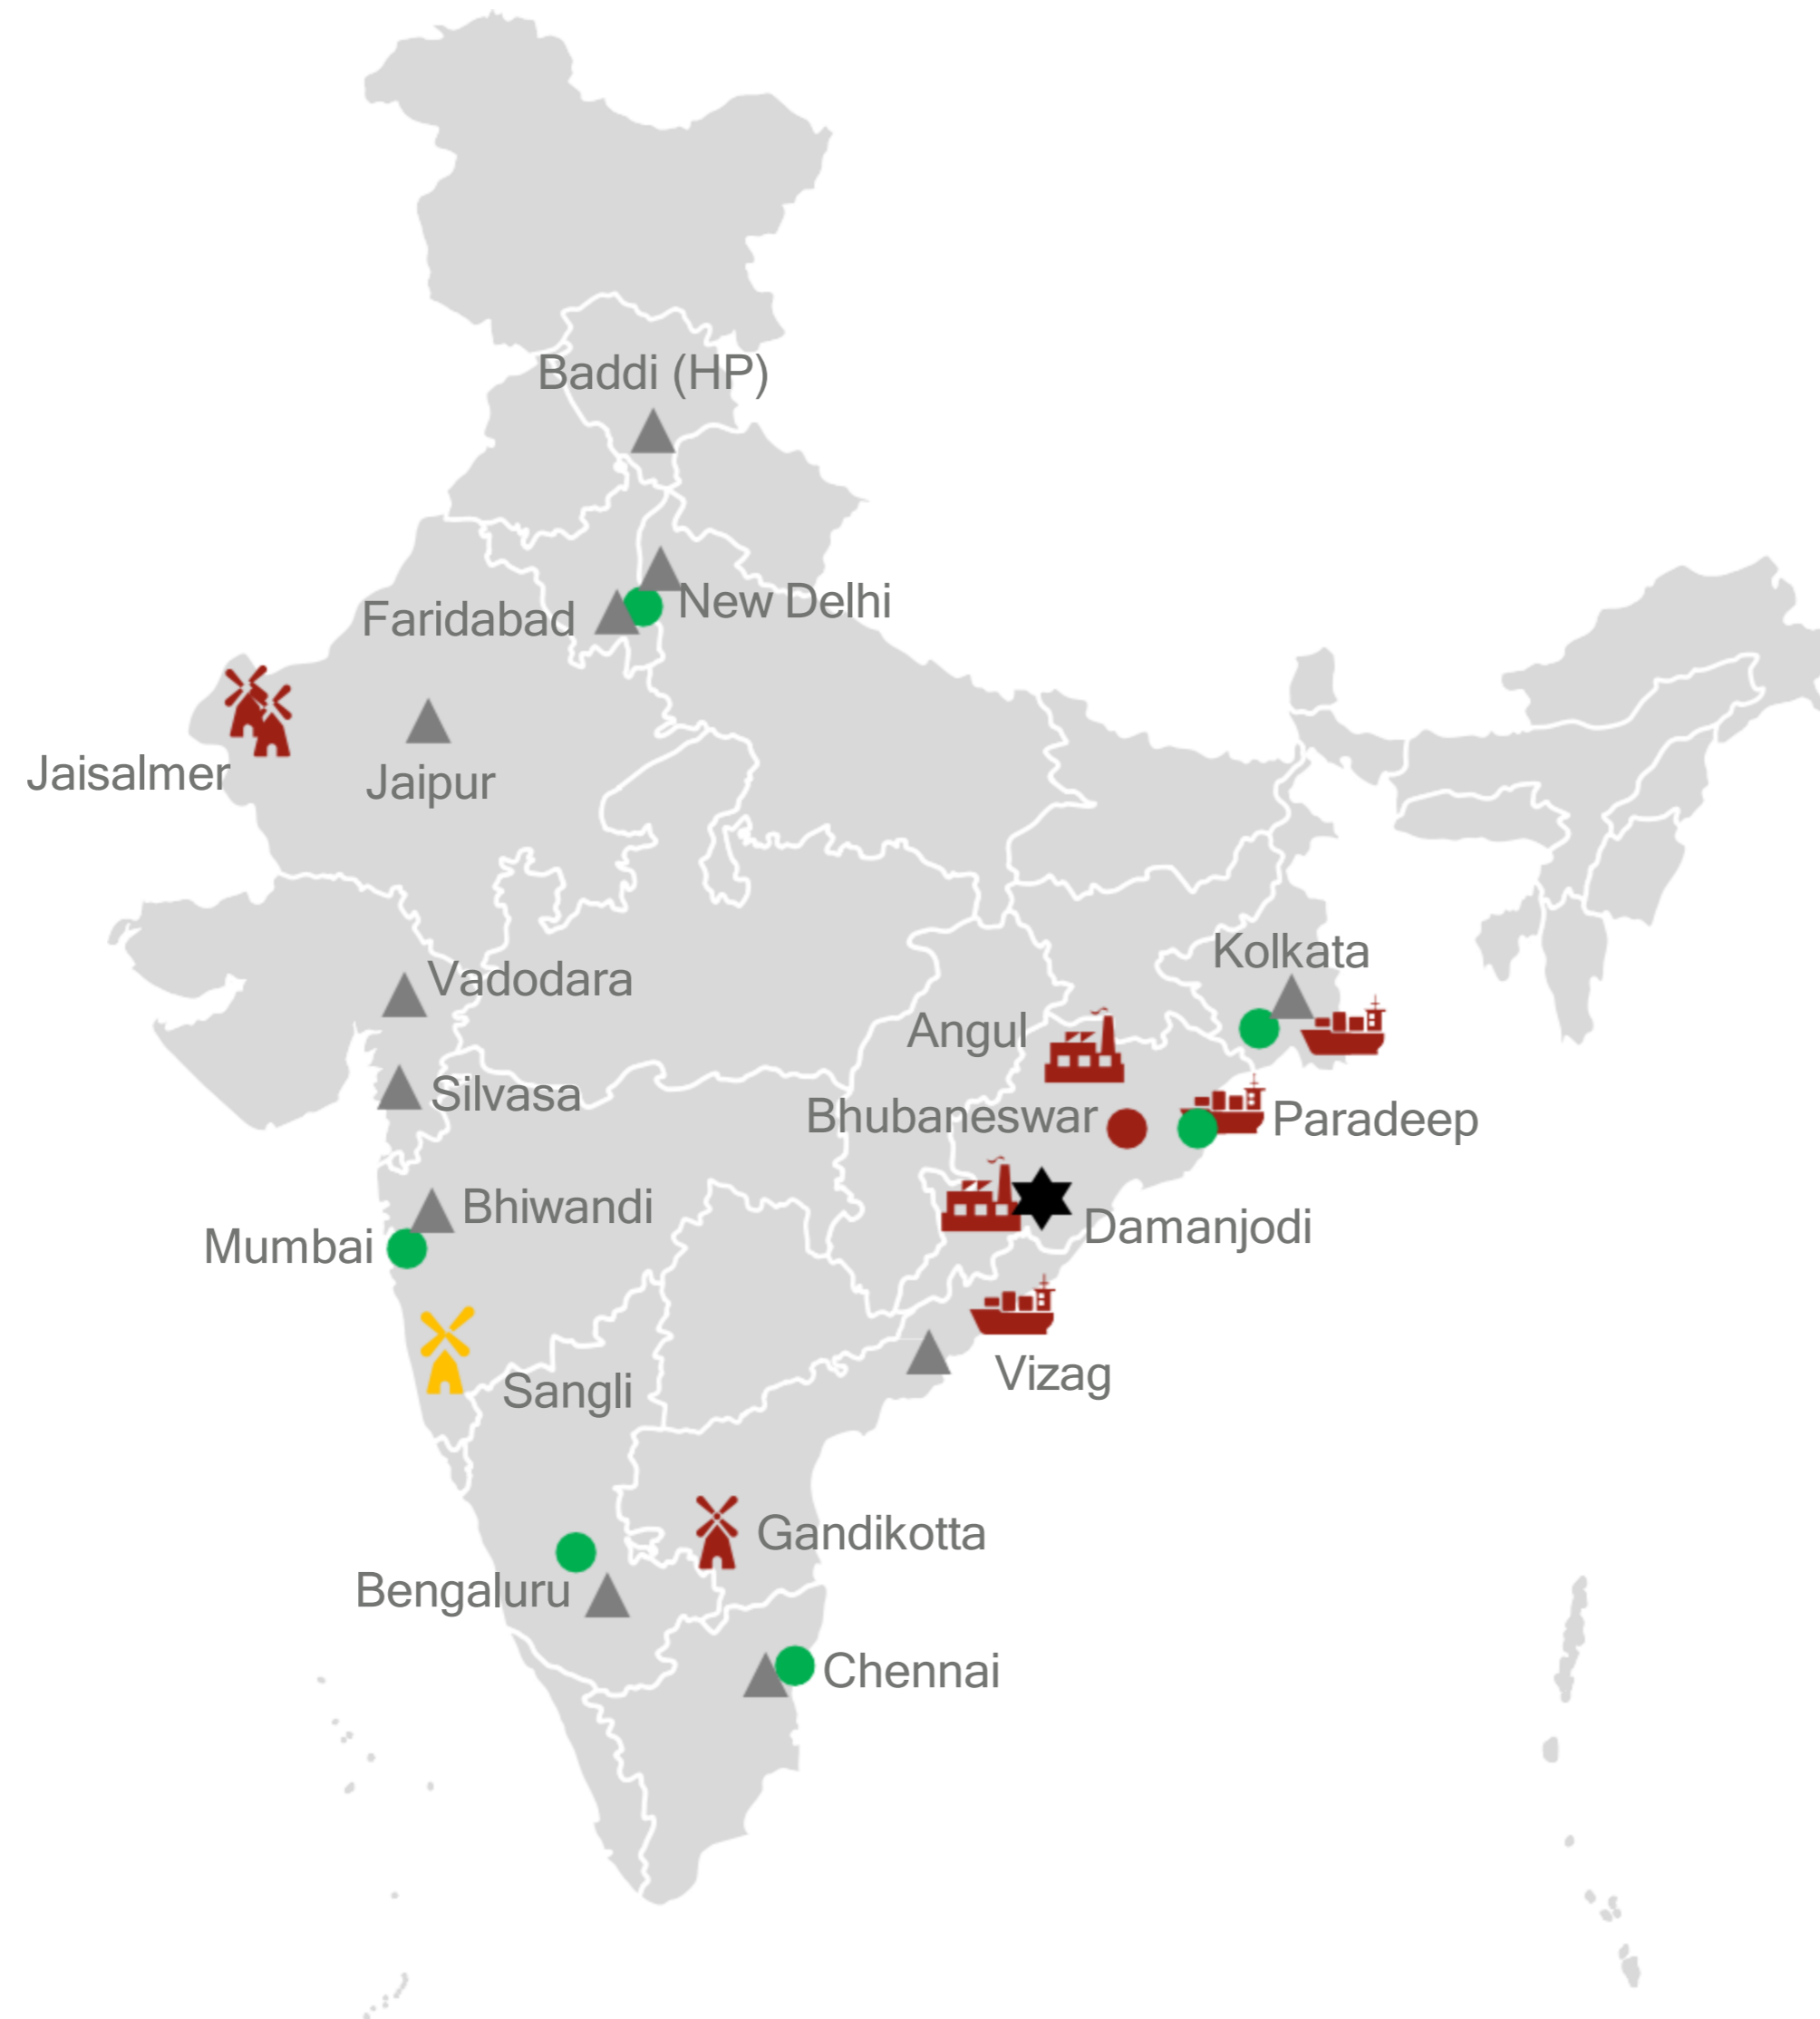 Baddi (HP)
New Delhi
Faridabad
Jaisalmer
Jaipur
Kolkata
Vadodara
Angul
Silvasa
Bhubaneswar
Paradeep
Bhiwandi
Damanjodi
Mumbai
Vizag
Sangli
Gandikotta
Bengaluru
Chennai